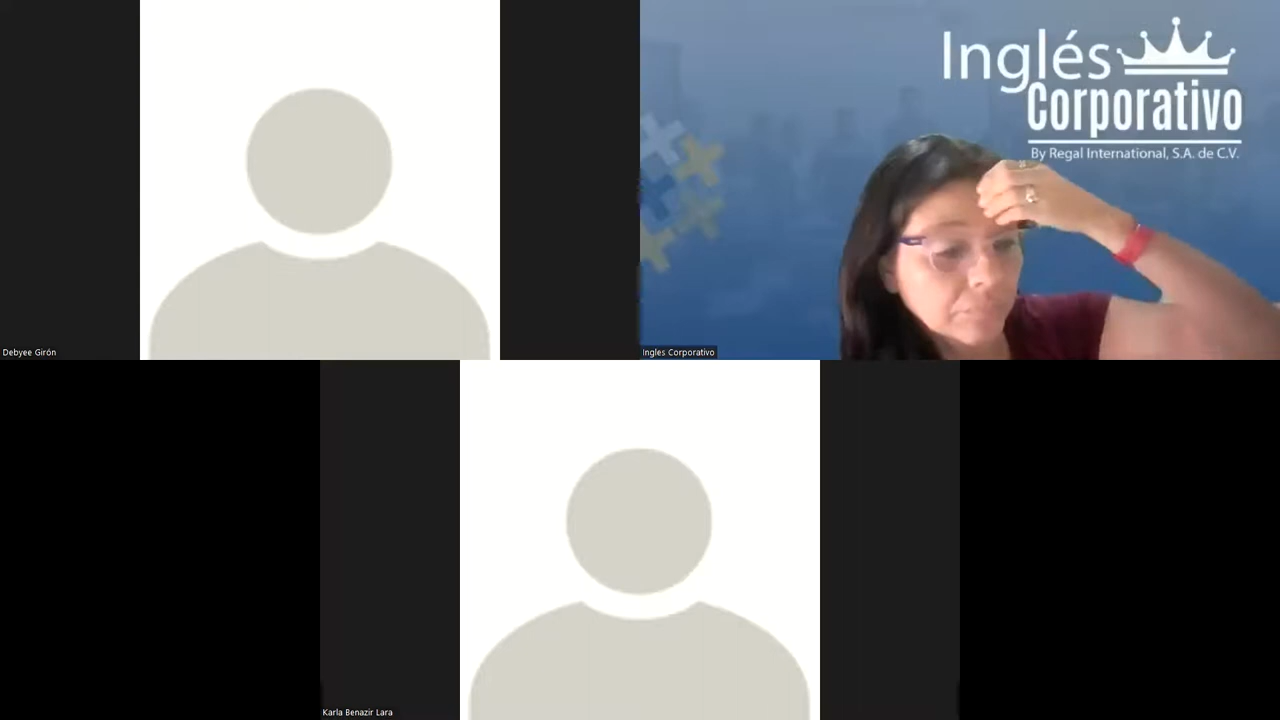 Inglés
Corporativo
By Regal International, S.A. de C.V.
Debyee Girón
Ingles Corporativo
Karla Benazir Lara